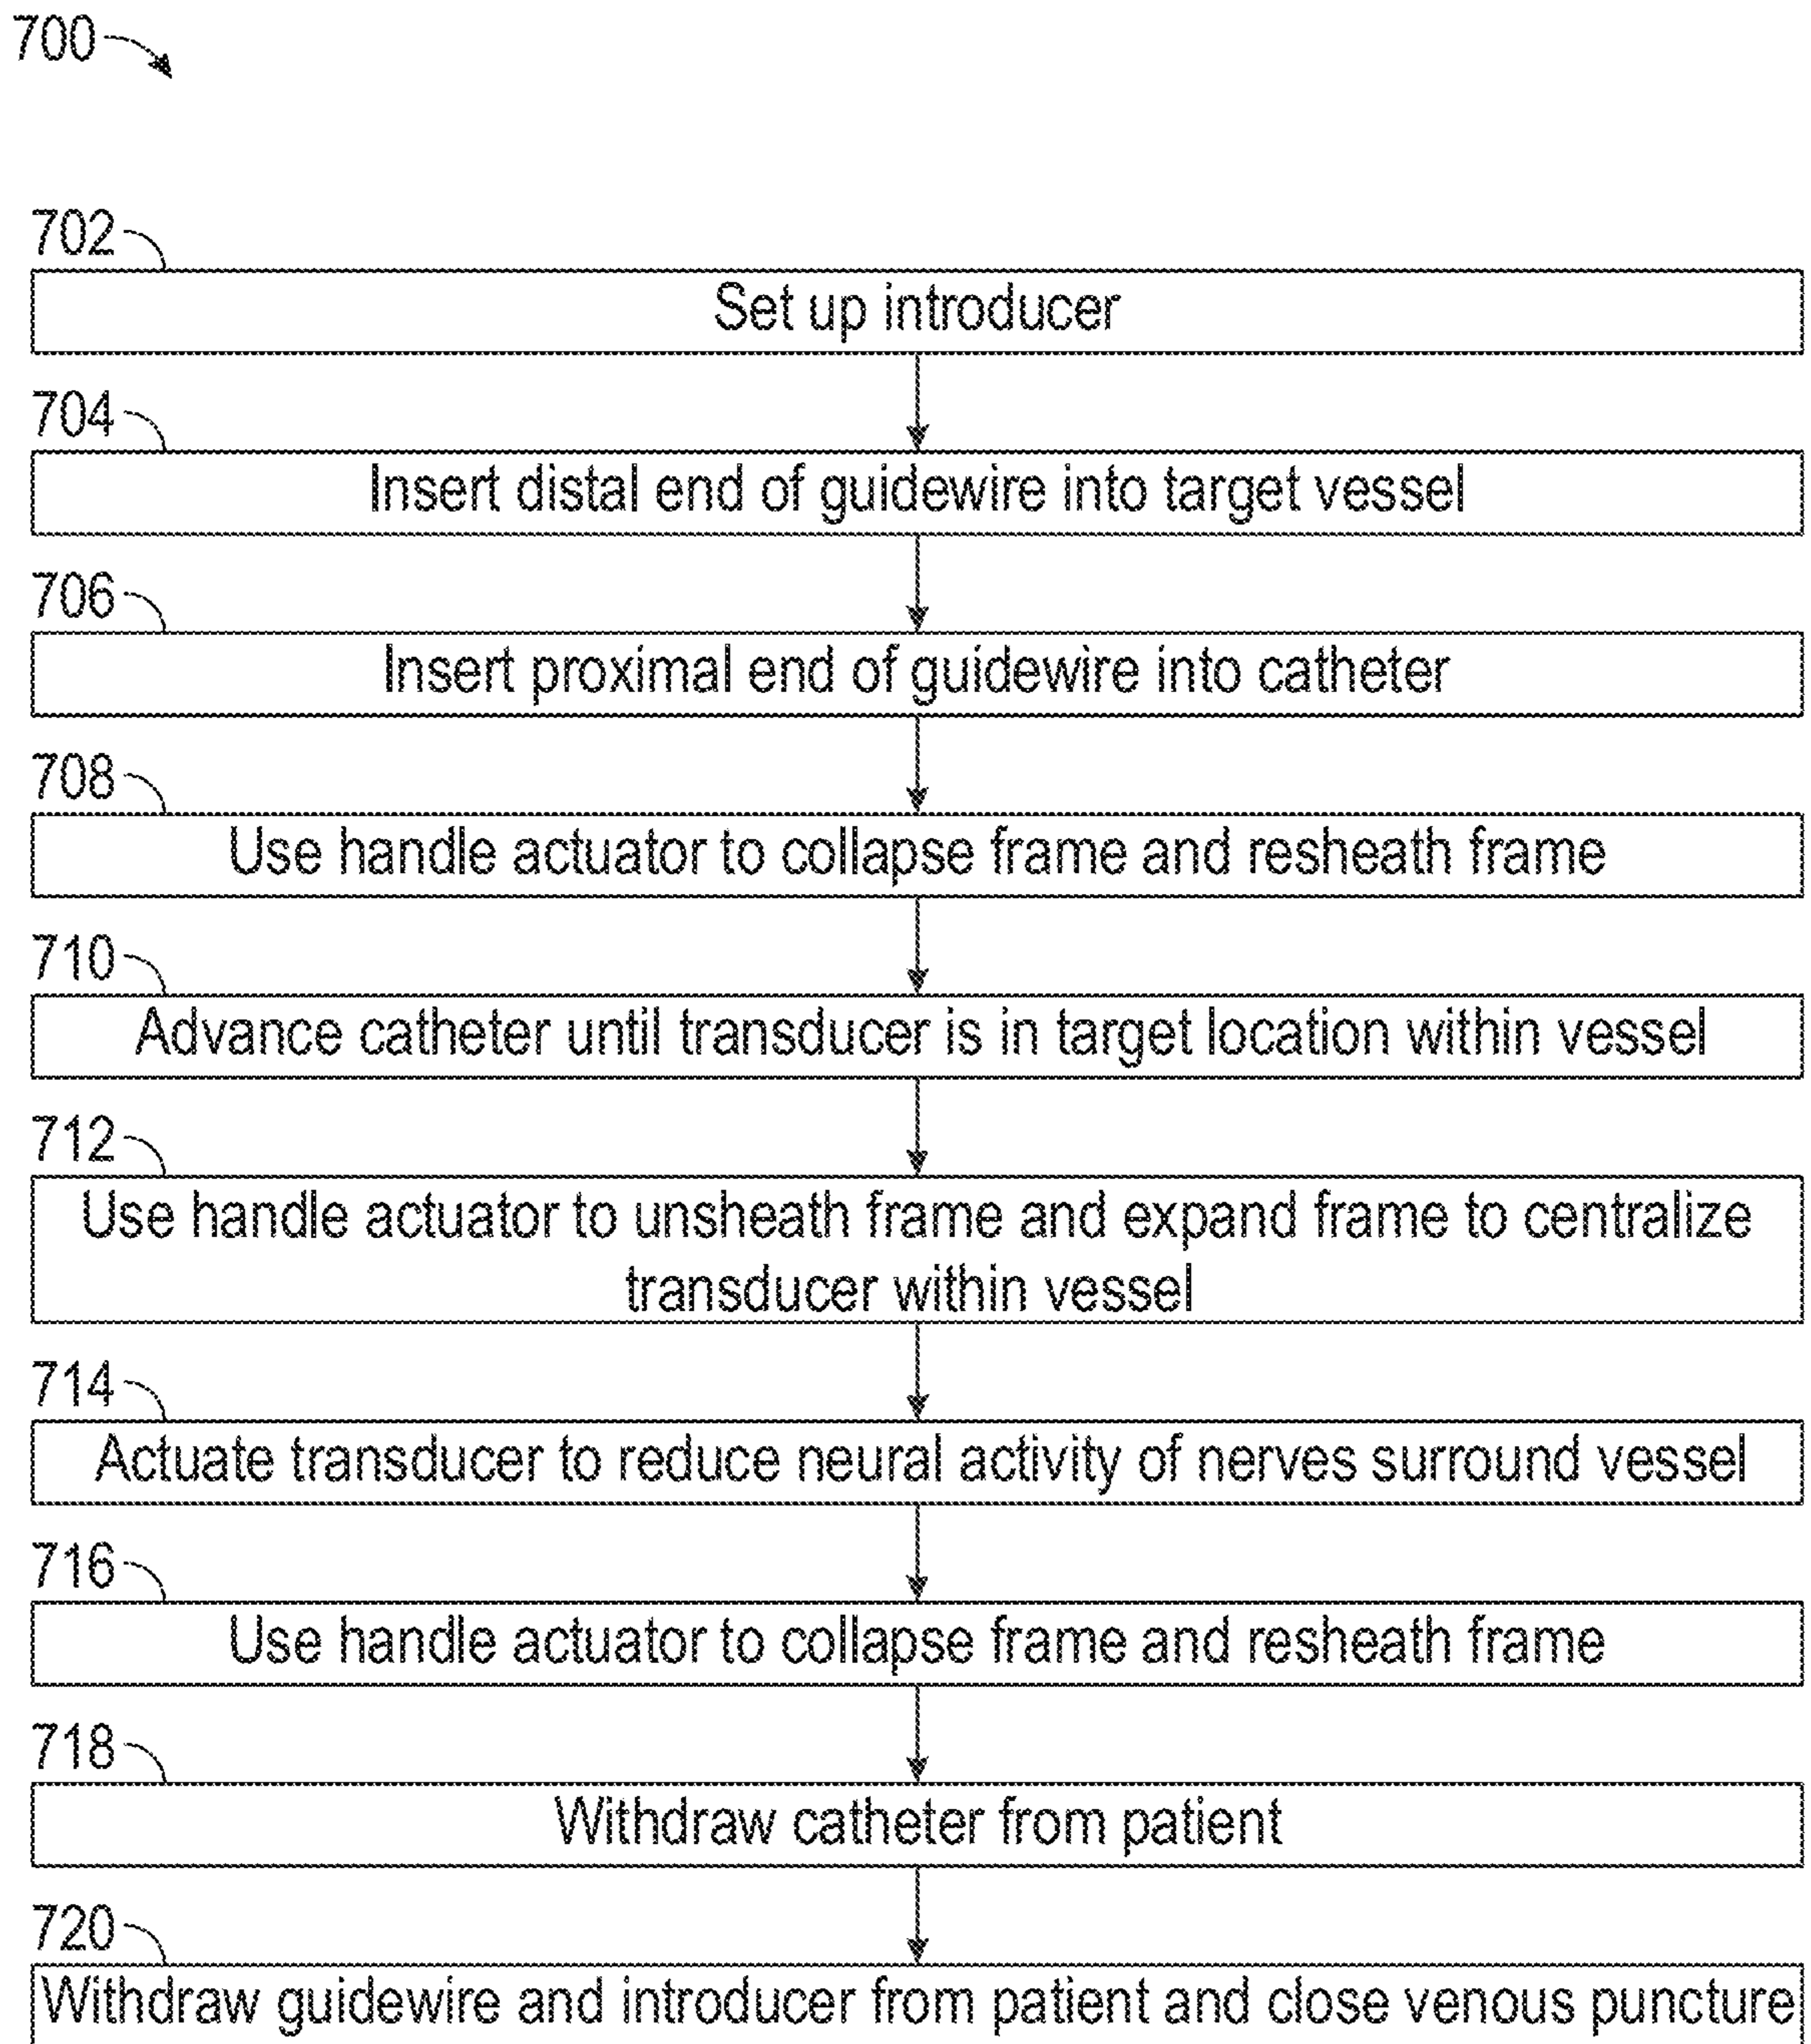 700
702
Set up introducer
704
Insert distal end of guidewire into target vessel
706
Insert proximal end of guidewire into catheter
708
Use handle actuator to collapse frame and resheath frame
710
Advance catheter until transducer is in target location within vessel
712
Use handle actuator to unsheath frame and expand frame to centralize
transducer within vessel
714
Actuate transducer to reduce neural activity of nerves surround vessel
716
Use handle actuator to collapse frame and resheath frame
718
Withdraw catheter from patient
720
Withdraw guidewire and introducer from patient and close venous puncture